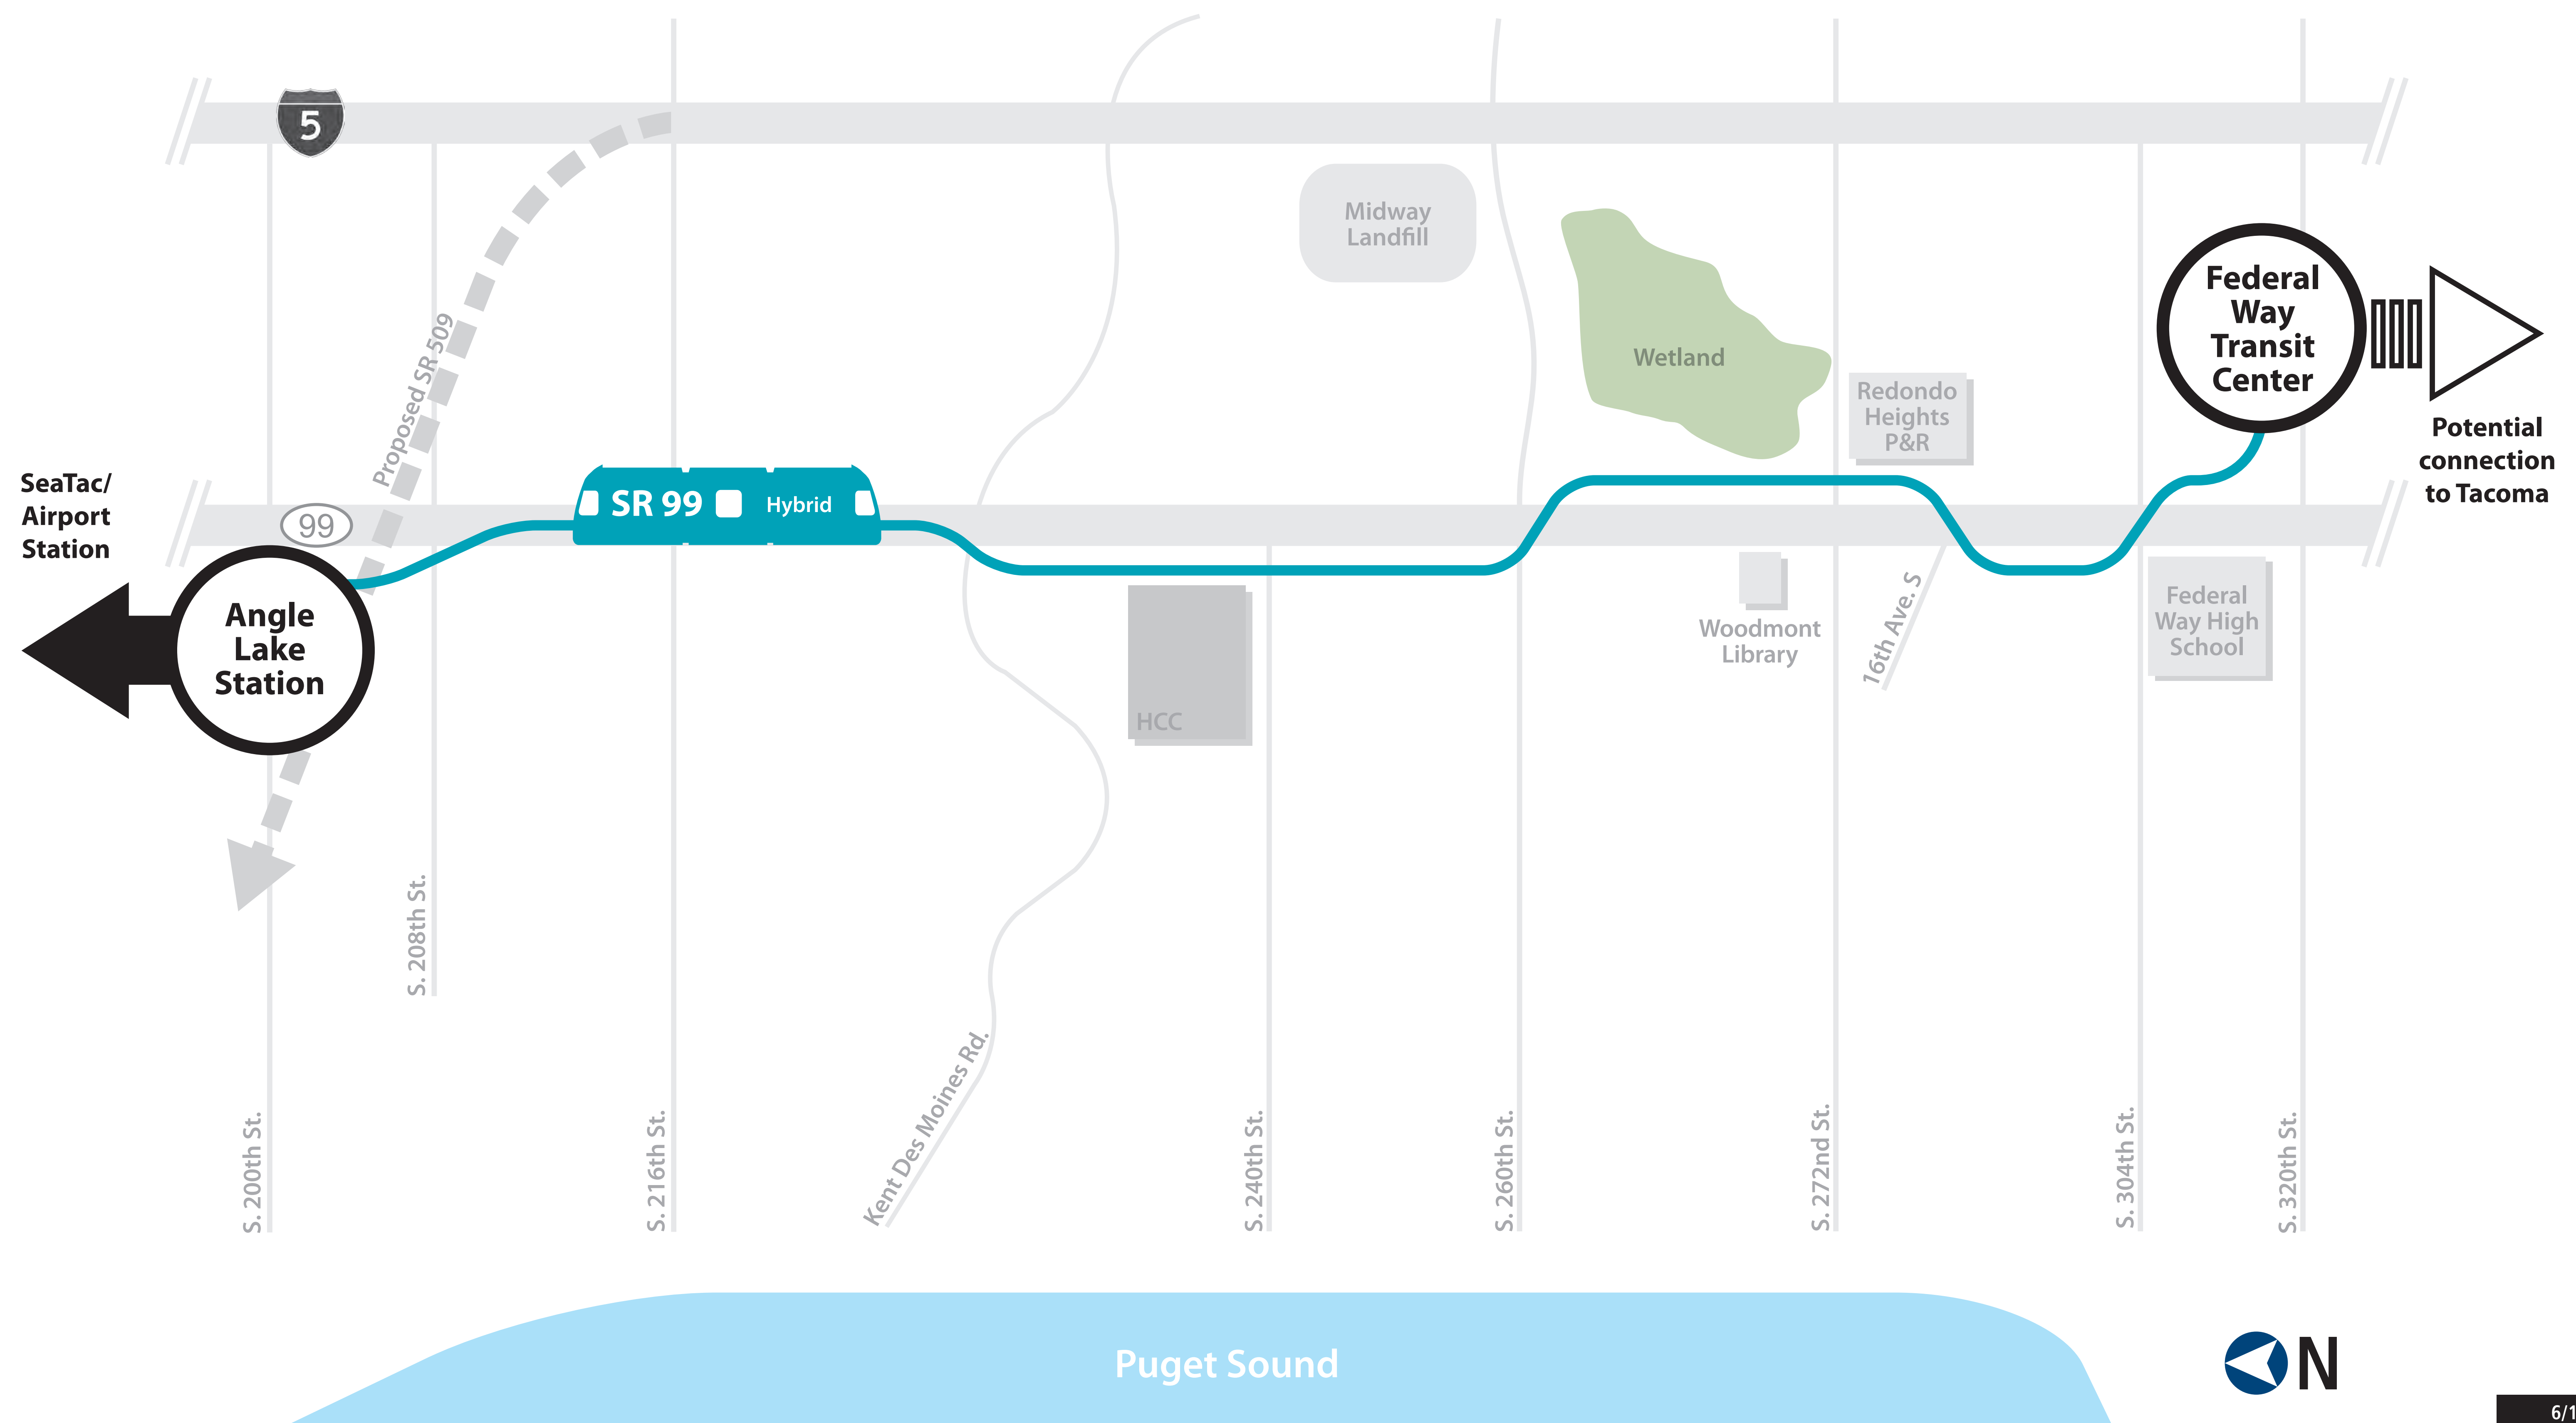 5
Midway
Landfill
Wetland
Redondo
Heights
P&R
Federal
Way
Transit
Center
Potential
connection
to Tacoma
Proposed SR 509
SeaTac/
Airport
Station
99
SR 99 Hybrid
Angle
Lake
Station
HCC
Woodmont
Library
16th Ave. S
Federal
Way High
School
S. 200th St.
S. 208th St.
S. 216th St.
Kent Des Moines Rd.
S. 240th St.
S. 260th St.
S. 272nd St.
S. 304th St.
S. 320th St.
Puget Sound
N